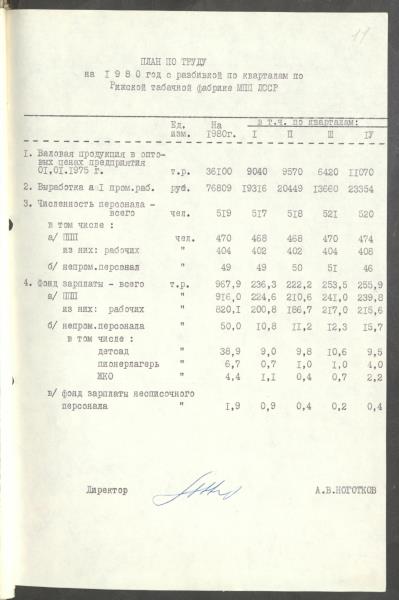 11
ПЛАН ПО ТРУДУ
на 1980 год с разбивкой по кварталам по
Рижской табачной фабрике МПП ЛССР
Ед. изм. На 1980г. в т.ч. по кварталам:
I П Ш IУ
1. Валовая продукция в опто-
вых ценах предприятия
01.01.1975 г. т.р. 36100 9040 9570 6420 11070
2. Выработка а 1 пром.раб. руб. 76809 19316 20449 13660 23354
3. Численность персонала -
всего чел. 519 517 518 521 520
в том числе :
а/ ППП чел. 470 468 468 470 474
из них: рабочих " 404 402 402 404 408
б/ непром.персонал " 49 49 50 51 46
4. Фонд зарплаты - всего т.р. 967,9 236,3 222,2 253,5 255,9
а/ ППП " 916,0 224,6 210,6 241,0 239,8
из них: рабочих " 820,1 200,8 186,7 217,0 215,6
б/ непром.персонала " 50,0 10,8 11,2 12,3 15,7
в том числе :
детсад " 38,9 9,0 9,8 10,6 9,5
пионерлагерь " 6,7 0,7 1,0 1,0 4,0
ЖКО " 4,4 1,1 0,4 0,7 2,2
в/ фонд зарплаты несписочного
персонала " 1,9 0,9 0,4 0,2 0,4
Директор А.В.НОГОТКОВ